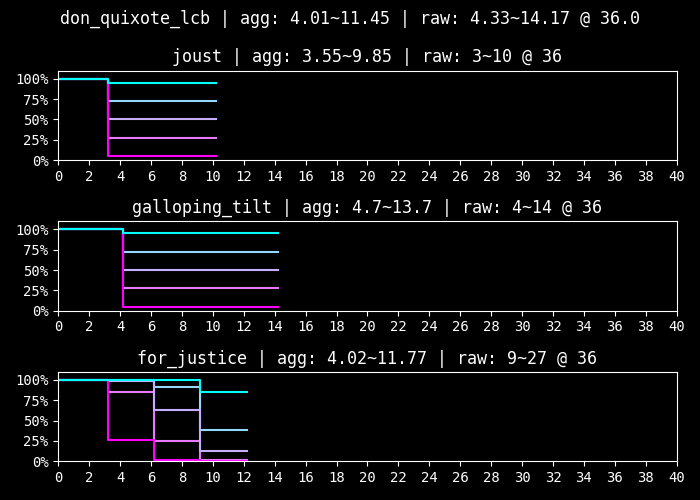 don_quixote_lcb | agg: 4.01~11.45 | raw: 4.33~14.17 @ 36.0
joust | agg: 3.55~9.85 | raw: 3~10 @ 36
100%
75%
50%
25%
0%
0 2 4 6 8 10 12 14 16 18 20 22 24 26 28 30 32 34 36 38 40
galloping_tilt | agg: 4.7~13.7 | raw: 4~14 @ 36
100%
75%
50%
25%
0%
0 2 4 6 8 10 12 14 16 18 20 22 24 26 28 30 32 34 36 38 40
for_justice | agg: 4.02~11.77 | raw: 9~27 @ 36
100%
75%
50%
25%
0%
0 2 4 6 8 10 12 14 16 18 20 22 24 26 28 30 32 34 36 38 40